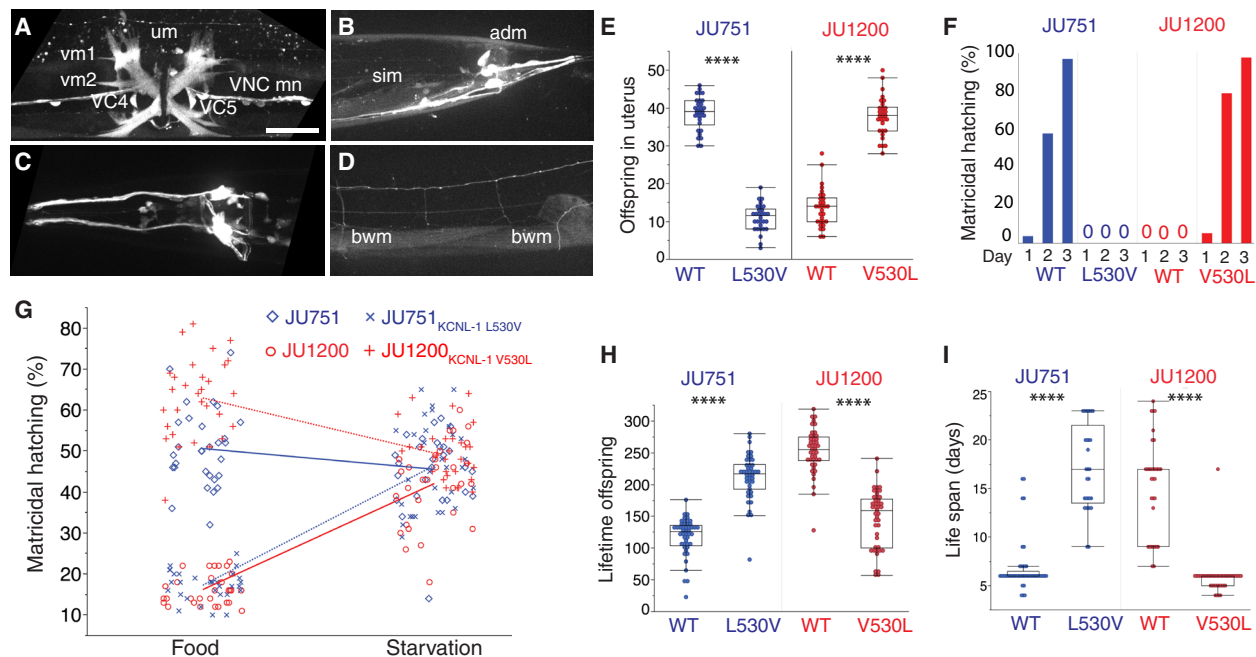 A
um
vm1
vm2
VC4
VC5
VNC mn
B
adm
sim
C
D
bwm
bwm
E
JU751
JU1200
****
****
Offspring in uterus
50
40
30
20
10
0
WT
L530V
WT
V530L
F
JU751
JU1200
Matricidal hatching (%)
100
80
60
40
20
0
0 0 0
0 0 0
Day 1 2 3 1 2 3 1 2 3 1 2 3
WT
L530V
WT
V530L
G
JU751
JU751 KCNL-1 L530V
JU1200
JU1200 KCNL-1 V530L
Matricidal hatching (%)
80
70
60
50
40
30
20
10
Food
Starvation
H
JU751
JU1200
****
****
Lifetime offspring
300
250
200
150
100
50
0
WT
L530V
WT
V530L
I
JU751
JU1200
****
****
Life span (days)
25
20
15
10
5
WT
L530V
WT
V530L